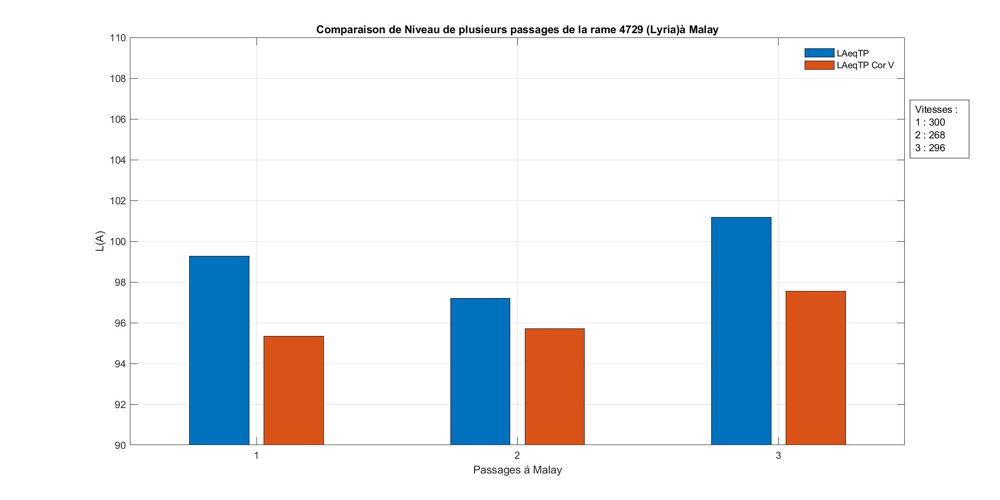 Comparaison de Niveau de plusieurs passages de la rame 4729 (Lyria)à Malay
LAeqTP
LAeqTP Cor V
Vitesses :
1 : 300
2 : 268
3 : 296
L(A)
110
108
106
104
102
100
98
96
94
92
90
1
2
3
Passages à Malay